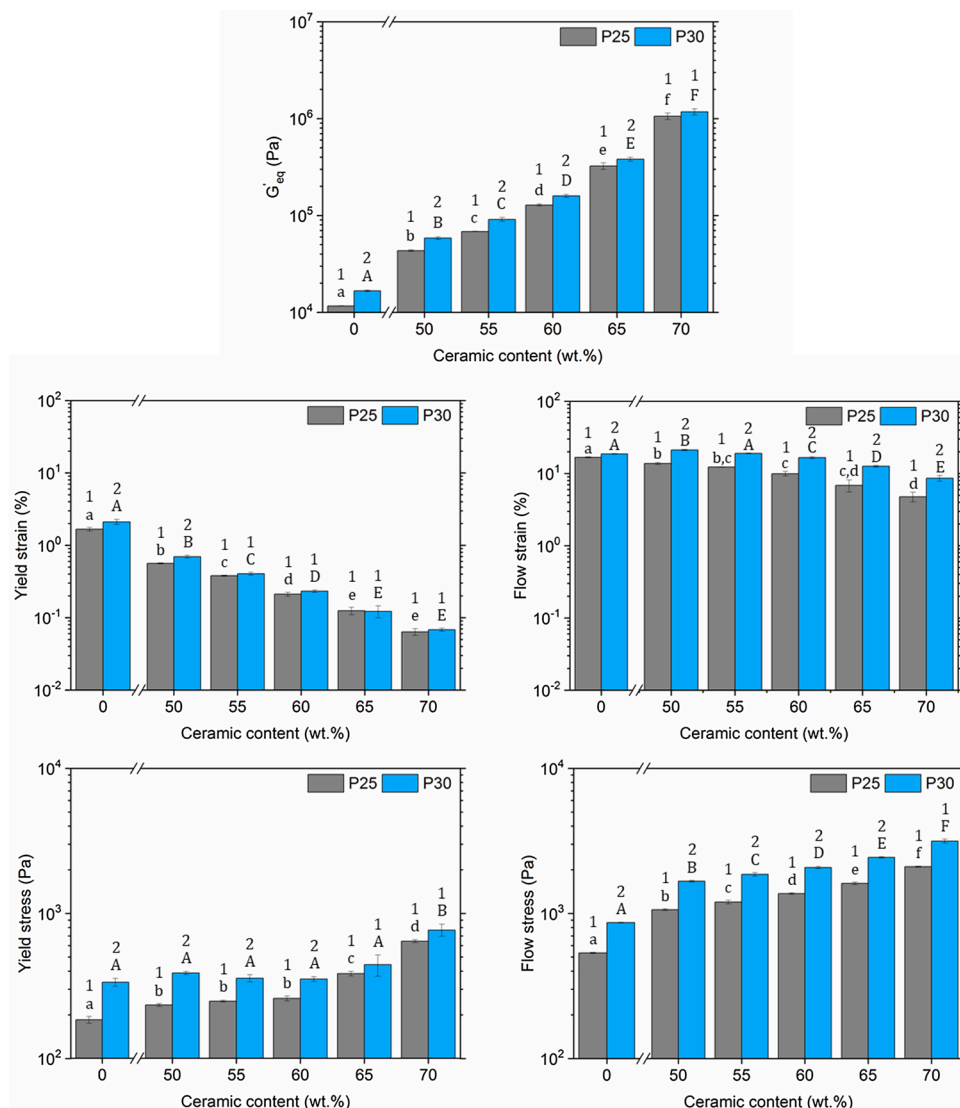 10^7
P25 P30
1 1
f F
10^6
1 2
e E
1 2
d D
1 2
c C
1 2
b B
10^5
1 2
a A
10^4
G'eq (Pa)
0 50 55 60 65 70
Ceramic content (wt.%)
10^2
P25 P30
10^1
1 2
a A
10^0
1 2
b B
1 1
c C
1 1
d D
1 1
e E
1 1
e E
10^-1
10^-2
Yield strain (%)
0 50 55 60 65 70
Ceramic content (wt.%)
10^2
P25 P30
1 2
a A
1 2
b B
1 2
b,c A
1 2
c C
1 2
c,d D
1 2
d E
10^1
10^0
10^-1
10^-2
Flow strain (%)
0 50 55 60 65 70
Ceramic content (wt.%)
10^4
P25 P30
10^3
1 2
a A
1 2
b A
1 2
b A
1 2
b A
1 1
c A
1 1
d B
10^2
Yield stress (Pa)
0 50 55 60 65 70
Ceramic content (wt.%)
10^4
P25 P30
1 2
a A
1 2
b B
1 2
c C
1 2
d D
1 2
e E
1 1
f F
10^3
10^2
Flow stress (Pa)
0 50 55 60 65 70
Ceramic content (wt.%)